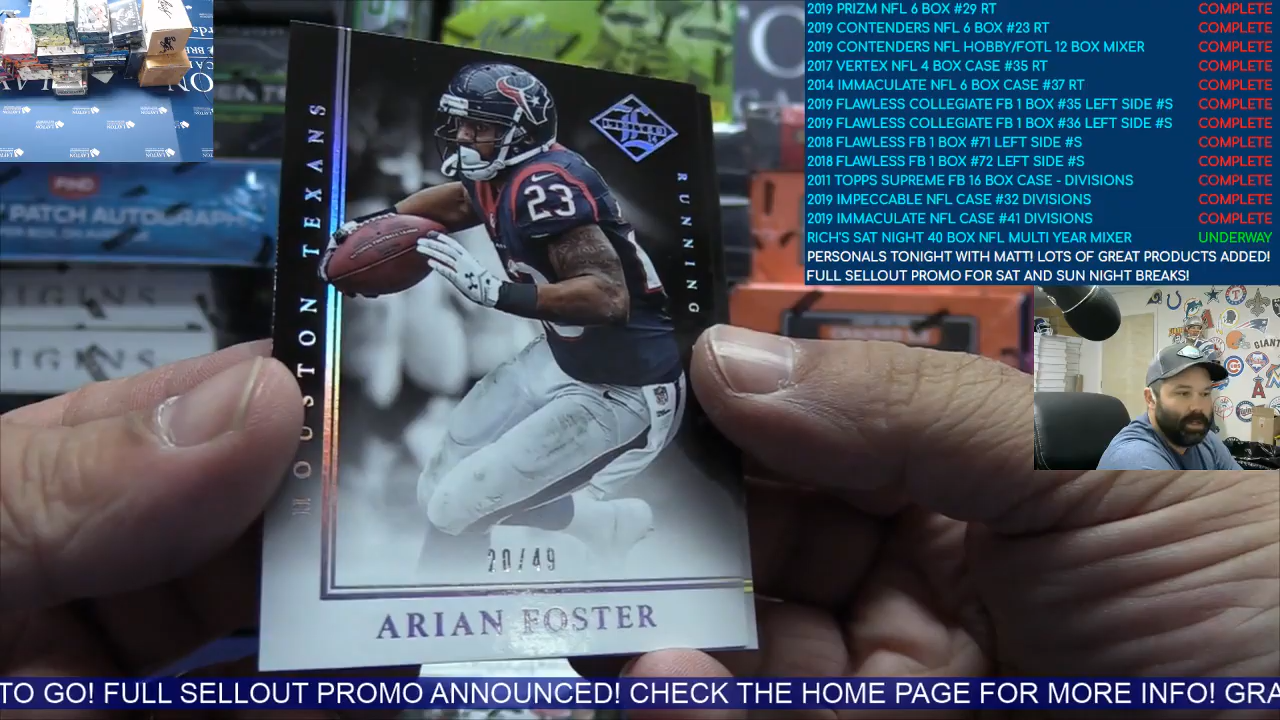 2019 PRIZM NFL 6 BOX #29 RT COMPLETE
2019 CONTENDERS NFL 6 BOX #23 RT COMPLETE
2019 CONTENDERS NFL HOBBY/FOTL 12 BOX MIXER COMPLETE
2017 VERTEX NFL 4 BOX CASE #35 RT COMPLETE
2014 IMMACULATE NFL 6 BOX CASE #37 RT COMPLETE
2019 FLAWLESS COLLEGIATE FB 1 BOX #35 LEFT SIDE #S COMPLETE
2019 FLAWLESS COLLEGIATE FB 1 BOX #36 LEFT SIDE #S COMPLETE
2018 FLAWLESS FB 1 BOX #71 LEFT SIDE #S COMPLETE
2018 FLAWLESS FB 1 BOX #72 LEFT SIDE #S COMPLETE
2011 TOPPS SUPREME FB 16 BOX CASE - DIVISIONS COMPLETE
2019 IMPECCABLE NFL CASE #32 DIVISIONS COMPLETE
2019 IMMACULATE NFL CASE #41 DIVISIONS COMPLETE
RICH'S SAT NIGHT 40 BOX NFL MULTI YEAR MIXER UNDERWAY
PERSONALS TONIGHT WITH MATT! LOTS OF GREAT PRODUCTS ADDED!
FULL SELLOUT PROMO FOR SAT AND SUN NIGHT BREAKS!
HOUSTON TEXANS
LIMITED
RUNNING
23
20/49
ARIAN FOSTER
FIND
PATCH AUTOGRAPH
IGINS
IGINS
GIANT
TO GO! FULL SELLOUT PROMO ANNOUNCED! CHECK THE HOME PAGE FOR MORE INFO! GRA